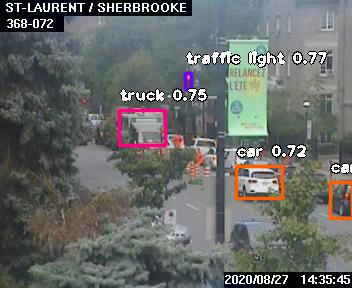 ST-LAURENT / SHERBROOKE
368-072
traffic light 0.77
RELANCEZ
L'ÉTÉ
truck 0.75
car 0.72
ca
2020/08/27 14:35:45